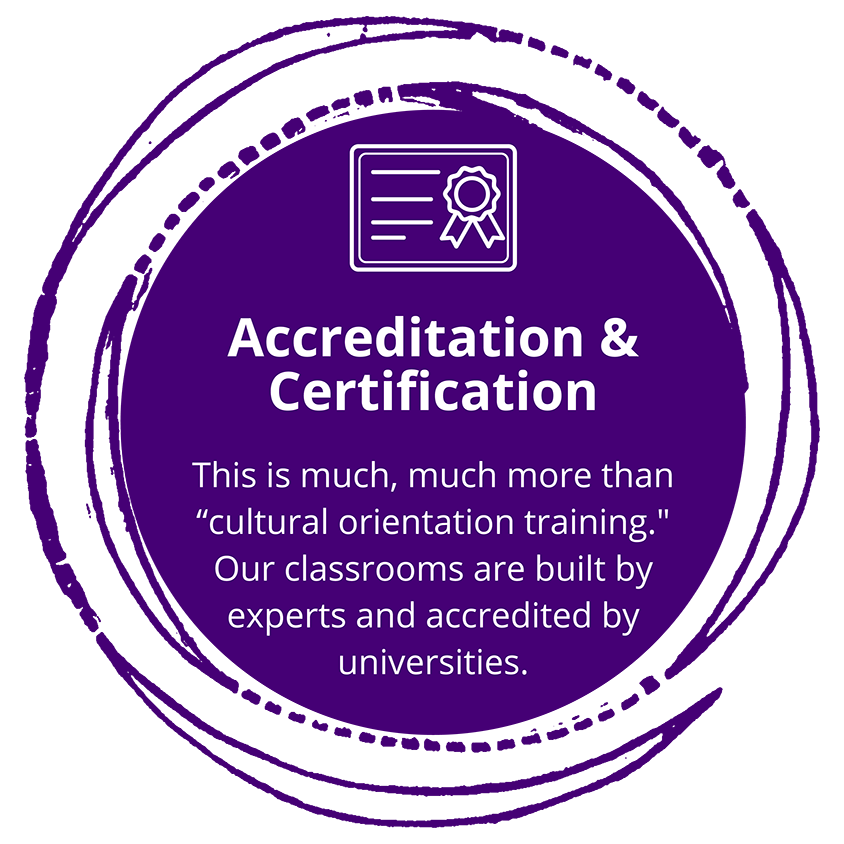 Accreditation &
Certification
This is much, much more than
“cultural orientation training."
Our classrooms are built by
experts and accredited by
universities.